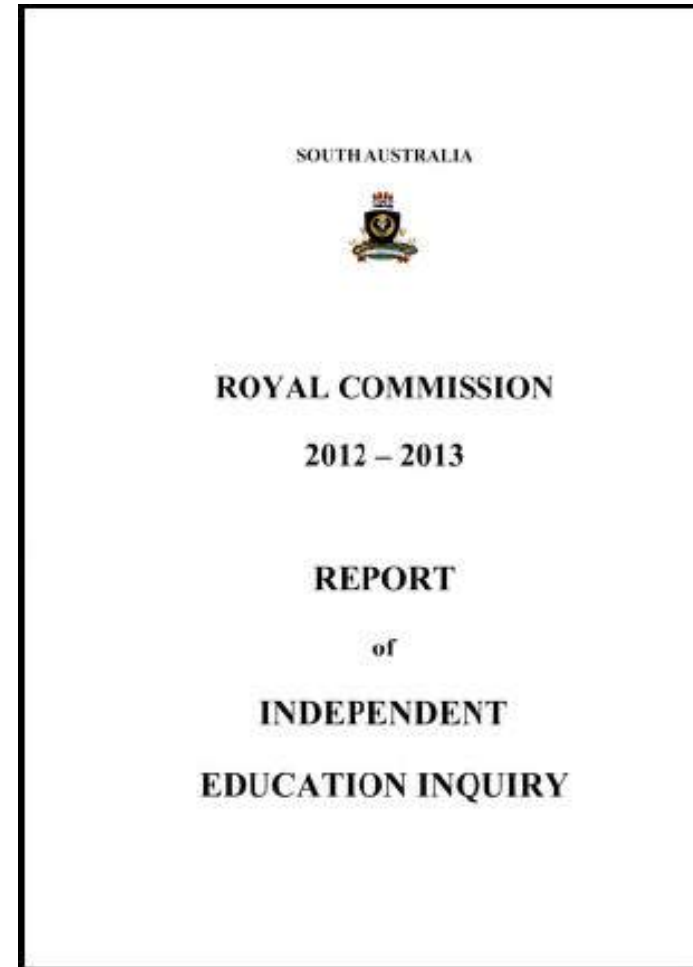 SOUTH AUSTRALIA
ROYAL COMMISSION
2012 – 2013
REPORT
of
INDEPENDENT
EDUCATION INQUIRY